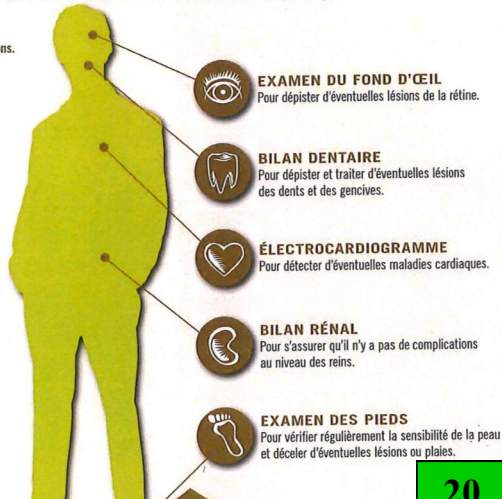 ns.
EXAMEN DU FOND D'ŒIL
Pour dépister d'éventuelles lésions de la rétine.
BILAN DENTAIRE
Pour dépister et traiter d'éventuelles lésions
des dents et des gencives.
ÉLECTROCARDIOGRAMME
Pour détecter d'éventuelles maladies cardiaques.
BILAN RÉNAL
Pour s'assurer qu'il n'y a pas de complications
au niveau des reins.
EXAMEN DES PIEDS
Pour vérifier régulièrement la sensibilité de la peau
et déceler d'éventuelles lésions ou plaies.
20